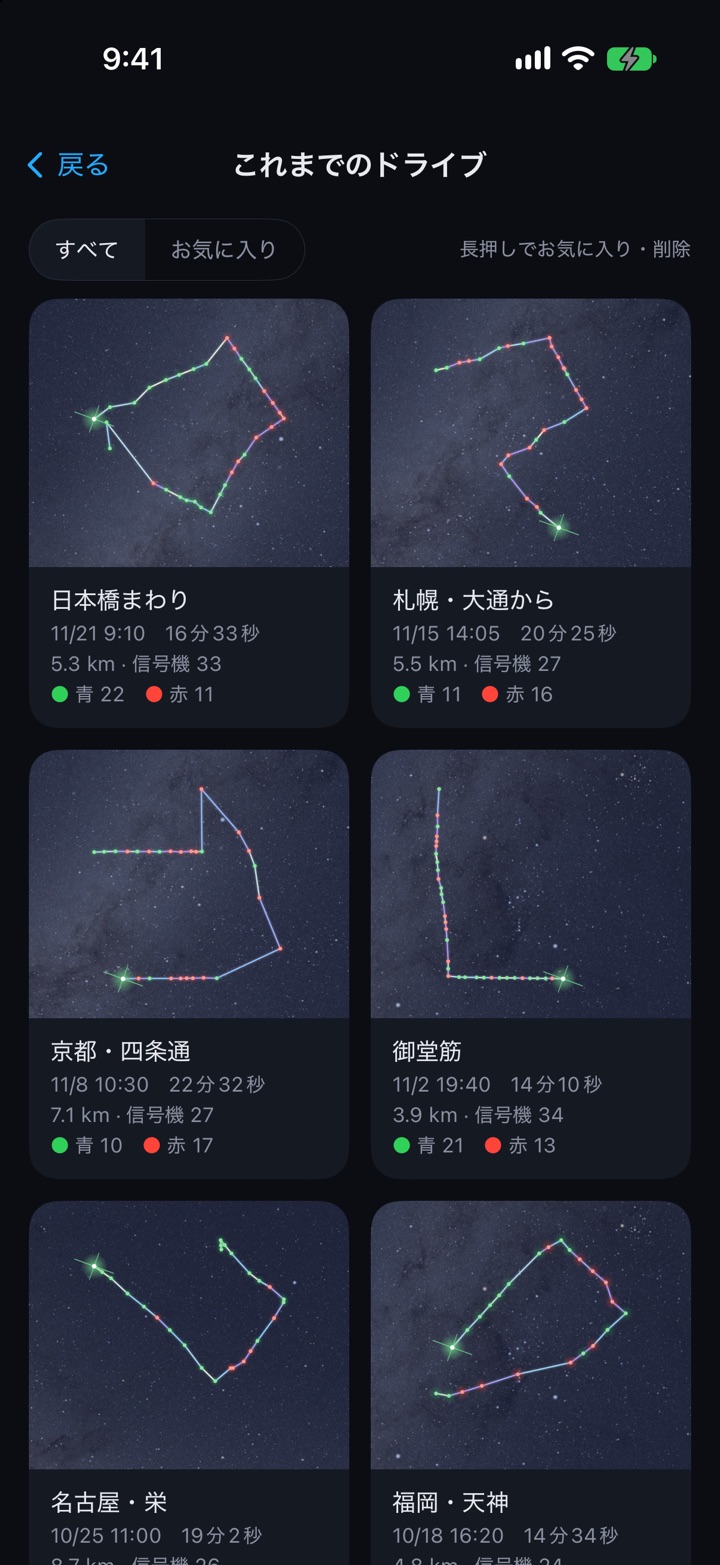 9:41
戻る
これまでのドライブ
すべて
お気に入り
長押しでお気に入り・削除
日本橋まわり
11/21 9:10 16分33秒
5.3 km · 信号機 33
青 22 赤 11
札幌・大通から
11/15 14:05 20分25秒
5.5 km · 信号機 27
青 11 赤 16
京都・四条通
11/8 10:30 22分32秒
7.1 km · 信号機 27
青 10 赤 17
御堂筋
11/2 19:40 14分10秒
3.9 km · 信号機 34
青 21 赤 13
名古屋・栄
10/25 11:00 19分2秒
福岡・天神
10/18 16:20 14分34秒